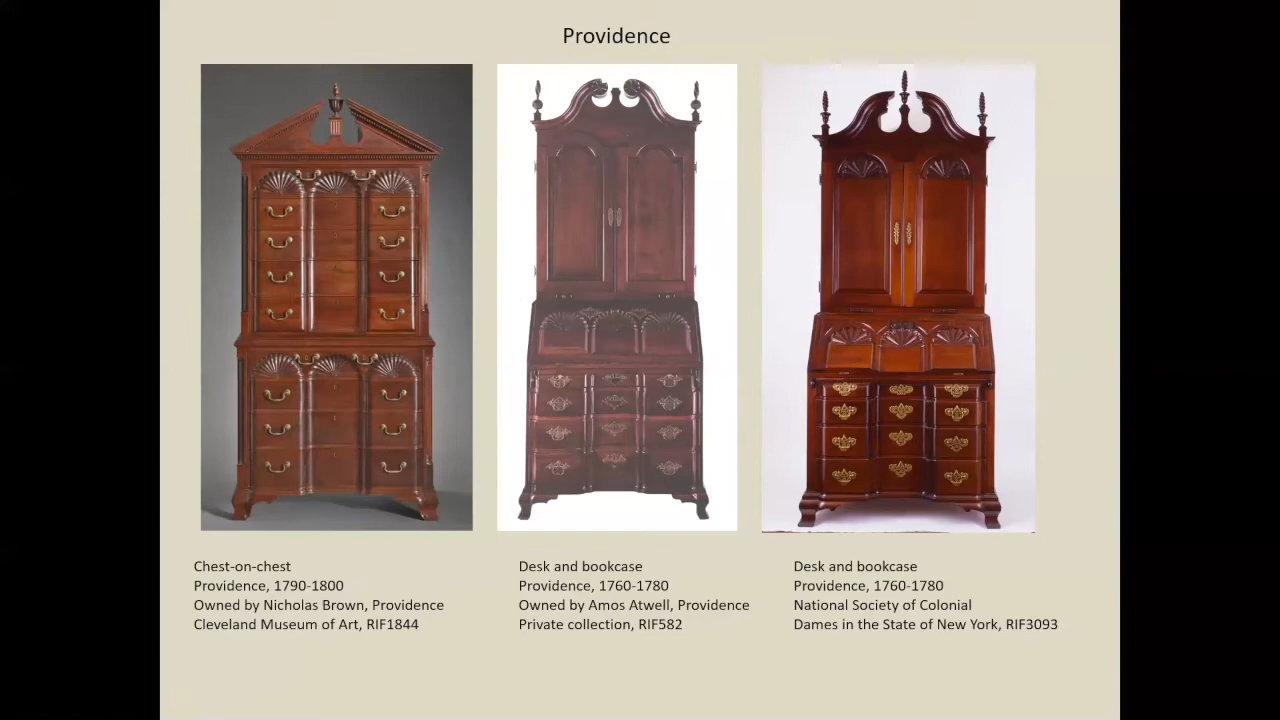 Providence
Chest-on-chest
Providence, 1790-1800
Owned by Nicholas Brown, Providence
Cleveland Museum of Art, RIF1844
Desk and bookcase
Providence, 1760-1780
Owned by Amos Atwell, Providence
Private collection, RIF582
Desk and bookcase
Providence, 1760-1780
National Society of Colonial
Dames in the State of New York, RIF3093